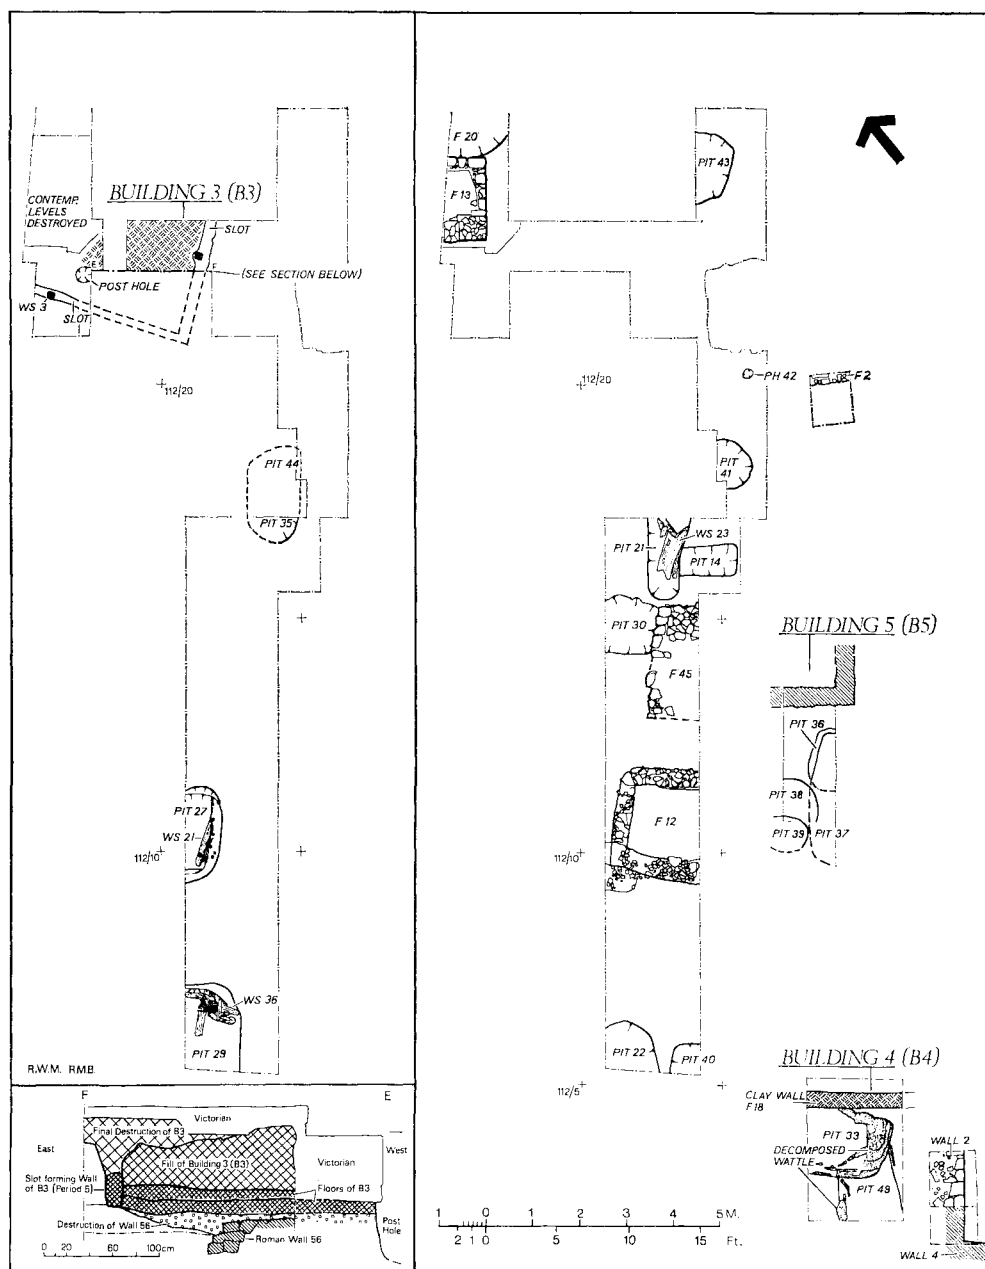 CONTEMP.
LEVELS
DESTROYED
BUILDING 3 (B3)
SLOT
E
F
(SEE SECTION BELOW)
POST HOLE
WS 3
SLOT
112/20
PIT 44
PIT 35
PIT 27
WS 21
112/10
WS 36
PIT 29
R.W.M. R.M.B.
F 20
F 13
PIT 43
112/20
PH 42
F2
PIT
41
PIT 21
WS 23
PIT 14
PIT 30
F 45
BUILDING 5 (B5)
PIT 36
PIT 38
PIT 39
PIT 37
F 12
112/10
PIT 22
PIT 40
112/5
BUILDING 4 (B4)
CLAY WALL
F18
PIT 33
DECOMPOSED
WATTLE
PIT 49
WALL 2
WALL 4
F
E
Victorian
Final Destruction of B3
East
West
Fill of Building 3 (B3)
Victorian
Slot forming Wall
of B3 (Period 5)
Floors of B3
Destruction of Wall 56
Roman Wall 56
Post
Hole
0 20 60 100cm
1 0 1 2 3 4 5 M.
2 1 0 5 10 15 Ft.